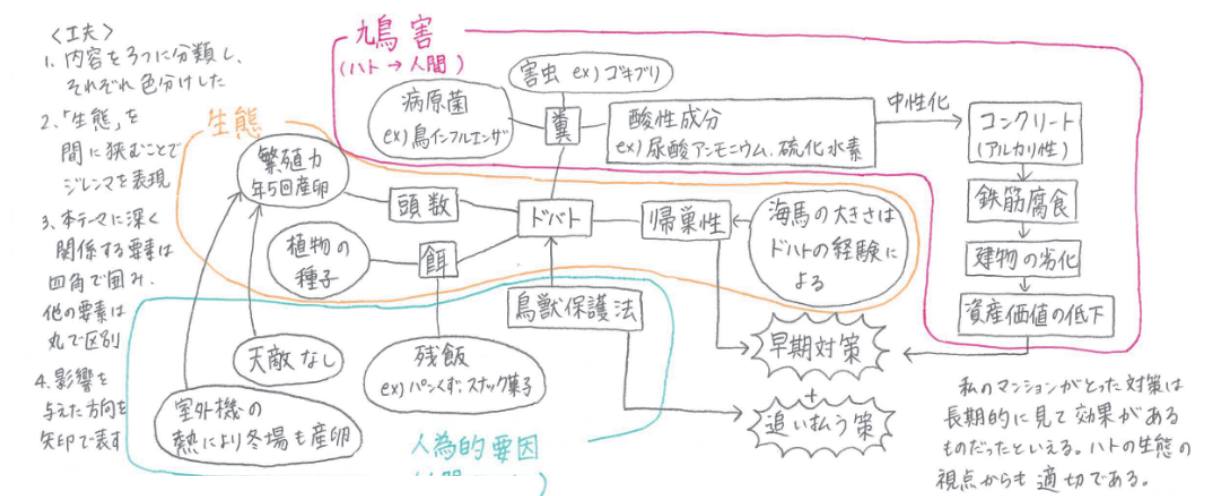 〈工夫〉
1. 内容を3つに分類し、
それぞれ色分けした
2.「生態」を
間に狭むことで
ジレンマを表現
3. 本テーマに深く
関係する要素は
四角で囲み、
他の要素は
丸で区別
4. 影響を
与えた方向を
矢印で表す
鳩害
(ハト→人間)
害虫 ex) ゴキブリ
病原菌
ex) 鳥インフルエンザ
糞
酸性成分
ex) 尿酸アンモニウム、硫化水素
中性化
コンクリート
(アルカリ性)
鉄筋腐食
建物の劣化
資産価値の低下
生態
繁殖力
年5回産卵
頭数
ドバト
帰巣性
海馬の大きさは
ドバトの経験に
よる
植物の
種子
餌
鳥獣保護法
天敵なし
残飯
ex) パンくず、スナック菓子
室外機の
熱により冬場も産卵
人為的要因
早期対策
+
追い払う策
私のマンションがとった対策は
長期的に見て効果がある
ものだったといえる。ハトの生態の
視点からも適切である。